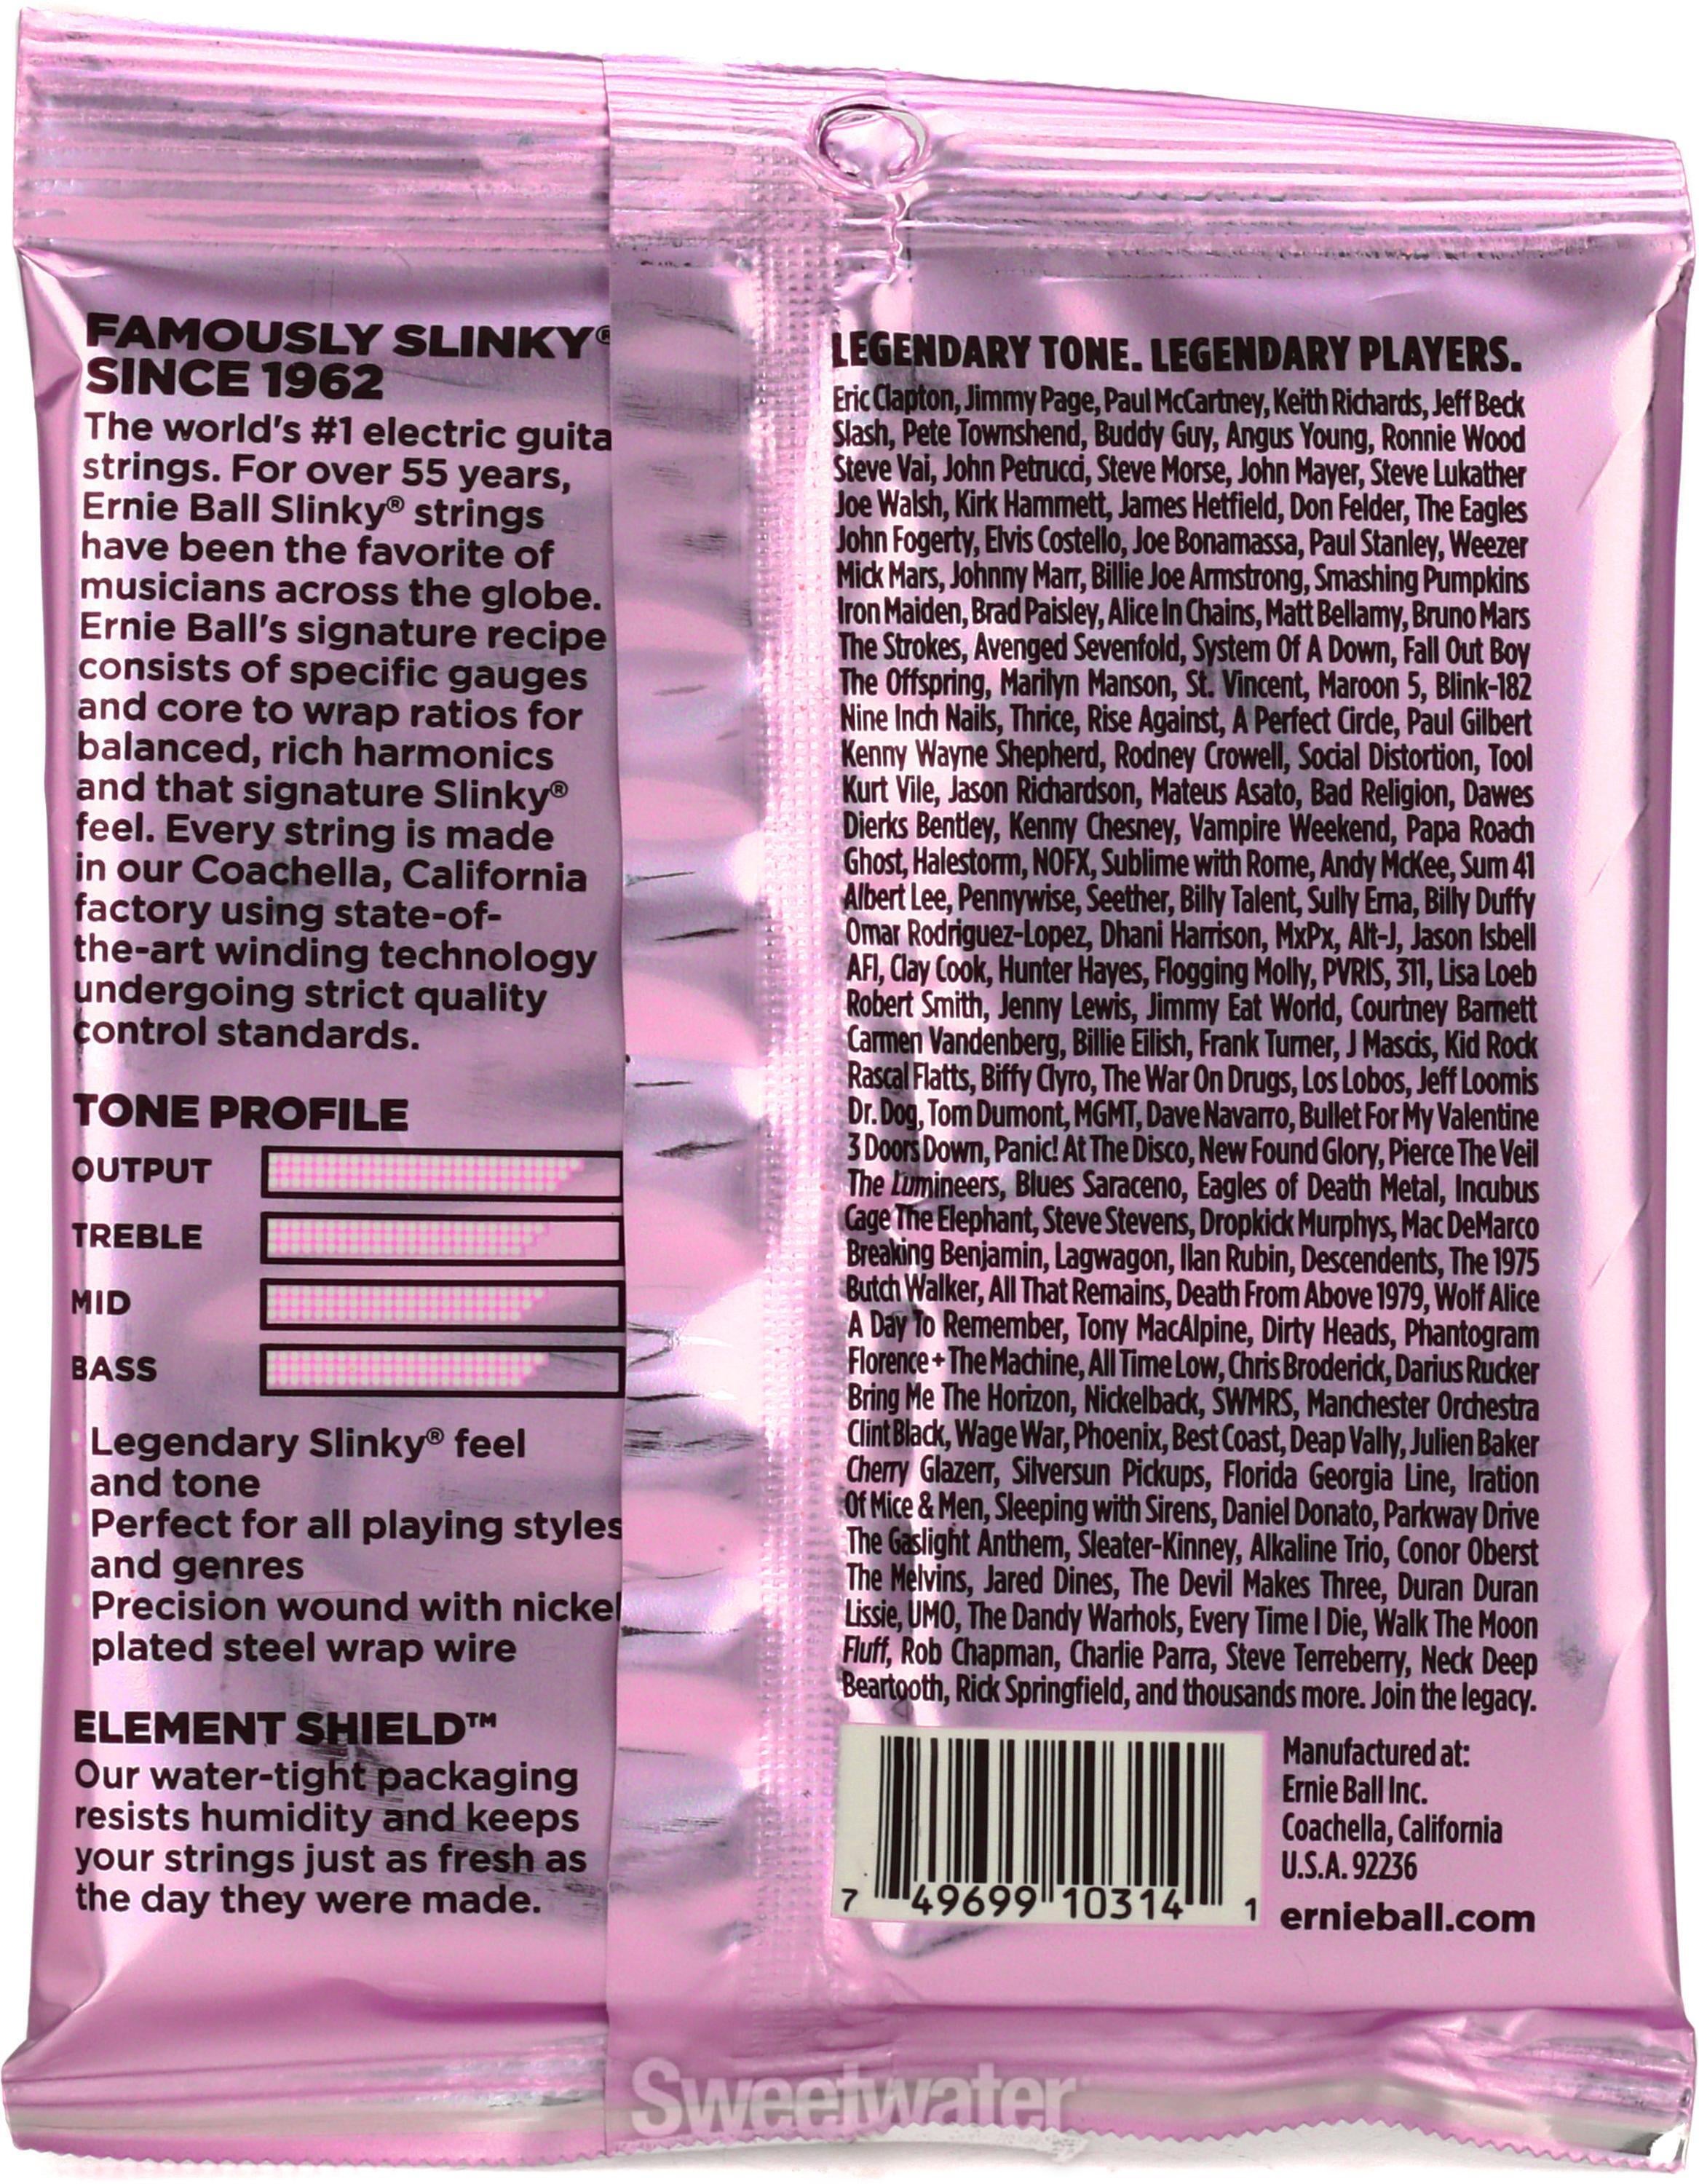 FAMOUSLY SLINKY®
SINCE 1962
The world's #1 electric guita
strings. For over 55 years,
Ernie Ball Slinky® strings
have been the favorite of
musicians across the globe.
Ernie Ball's signature recipe
consists of specific gauges
and core to wrap ratios for
balanced, rich harmonics
and that signature Slinky®
feel. Every string is made
in our Coachella, California
factory using state-of-
the-art winding technology
undergoing strict quality
control standards.
TONE PROFILE
OUTPUT
TREBLE
MID
BASS
Legendary Slinky® feel
and tone
Perfect for all playing styles
and genres
Precision wound with nickel
plated steel wrap wire
ELEMENT SHIELD™
Our water-tight packaging
resists humidity and keeps
your strings just as fresh as
the day they were made.
LEGENDARY TONE. LEGENDARY PLAYERS.
Eric Clapton, Jimmy Page, Paul McCartney, Keith Richards, Jeff Beck
Slash, Pete Townshend, Buddy Guy, Angus Young, Ronnie Wood
Steve Vai, John Petrucci, Steve Morse, John Mayer, Steve Lukather
Joe Walsh, Kirk Hammett, James Hetfield, Don Felder, The Eagles
John Fogerty, Elvis Costello, Joe Bonamassa, Paul Stanley, Weezer
Mick Mars, Johnny Marr, Billie Joe Armstrong, Smashing Pumpkins
Iron Maiden, Brad Paisley, Alice In Chains, Matt Bellamy, Bruno Mars
The Strokes, Avenged Sevenfold, System Of A Down, Fall Out Boy
The Offspring, Marilyn Manson, St. Vincent, Maroon 5, Blink-182
Nine Inch Nails, Thrice, Rise Against, A Perfect Circle, Paul Gilbert
Kenny Wayne Shepherd, Rodney Crowell, Social Distortion, Tool
Kurt Vile, Jason Richardson, Mateus Asato, Bad Religion, Dawes
Dierks Bentley, Kenny Chesney, Vampire Weekend, Papa Roach
Ghost, Halestorm, NOFX, Sublime with Rome, Andy McKee, Sum 41
Albert Lee, Pennywise, Seether, Billy Talent, Sully Erna, Billy Duffy
Omar Rodriguez-Lopez, Dhani Harrison, MxPx, Alt-J, Jason Isbell
AFI, Clay Cook, Hunter Hayes, Flogging Molly, PVRIS, 311, Lisa Loeb
Robert Smith, Jenny Lewis, Jimmy Eat World, Courtney Barnett
Carmen Vandenberg, Billie Eilish, Frank Turner, J Mascis, Kid Rock
Rascal Flatts, Biffy Clyro, The War On Drugs, Los Lobos, Jeff Loomis
Dr. Dog, Tom Dumont, MGMT, Dave Navarro, Bullet For My Valentine
3 Doors Down, Panic! At The Disco, New Found Glory, Pierce The Veil
The Lumineers, Blues Saraceno, Eagles of Death Metal, Incubus
Cage The Elephant, Steve Stevens, Dropkick Murphys, Mac DeMarco
Breaking Benjamin, Lagwagon, Ilan Rubin, Descendents, The 1975
Butch Walker, All That Remains, Death From Above 1979, Wolf Alice
A Day To Remember, Tony MacAlpine, Dirty Heads, Phantogram
Florence + The Machine, All Time Low, Chris Broderick, Darius Rucker
Bring Me The Horizon, Nickelback, SWMRS, Manchester Orchestra
Clint Black, Wage War, Phoenix, Best Coast, Deap Vally, Julien Baker
Cherry Glazerr, Silversun Pickups, Florida Georgia Line, Iration
Of Mice & Men, Sleeping with Sirens, Daniel Donato, Parkway Drive
The Gaslight Anthem, Sleater-Kinney, Alkaline Trio, Conor Oberst
The Melvins, Jared Dines, The Devil Makes Three, Duran Duran
Lissie, UMO, The Dandy Warhols, Every Time I Die, Walk The Moon
Fluff, Rob Chapman, Charlie Parra, Steve Terreberry, Neck Deep
Beartooth, Rick Springfield, and thousands more. Join the legacy.
7 49699 10314 1
Manufactured at:
Ernie Ball Inc.
Coachella, California
U.S.A. 92236
ernieball.com
Sweetwater